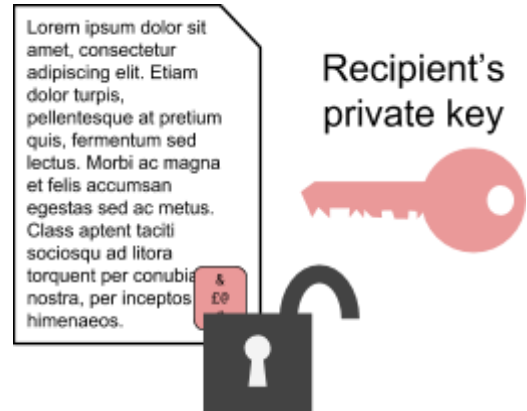 Lorem ipsum dolor sit
amet, consectetur
adipiscing elit. Etiam
dolor turpis,
pellentesque at pretium
quis, fermentum sed
lectus. Morbi ac magna
et felis accumsan
egestas sed ac metus.
Class aptent taciti
sociosqu ad litora
torquent per conubia
nostra, per inceptos
himenaeos.
&
£@
Recipient's
private key